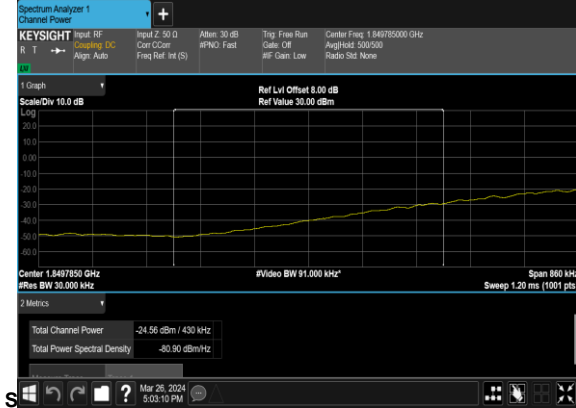 Spectrum Analyzer 1
Channel Power
+
KEYSIGHT Input: RF Input Z: 50 Ω Atten: 30 dB Trig: Free Run Center Freq: 1.849785000 GHz
R T Coupling: DC Corr CCorr #PNO: Fast Gate: Off Avg|Hold: 500/500
Align: Auto Freq Ref: Int (S) #IF Gain: Low Radio Std: None
1 Graph Ref Lvl Offset 8.00 dB
Scale/Div 10.0 dB Ref Value 30.00 dBm
Log
20.0
10.0
0.00
-10.0
-20.0
-30.0
-40.0
-50.0
-60.0
Center 1.8497850 GHz #Video BW 91.000 kHz* Span 860 kHz
#Res BW 30.000 kHz Sweep 1.20 ms (1001 pts
2 Metrics
Total Channel Power -24.56 dBm / 430 kHz
Total Power Spectral Density -80.90 dBm/Hz
S
? Mar 26, 2024
5:03:10 PM